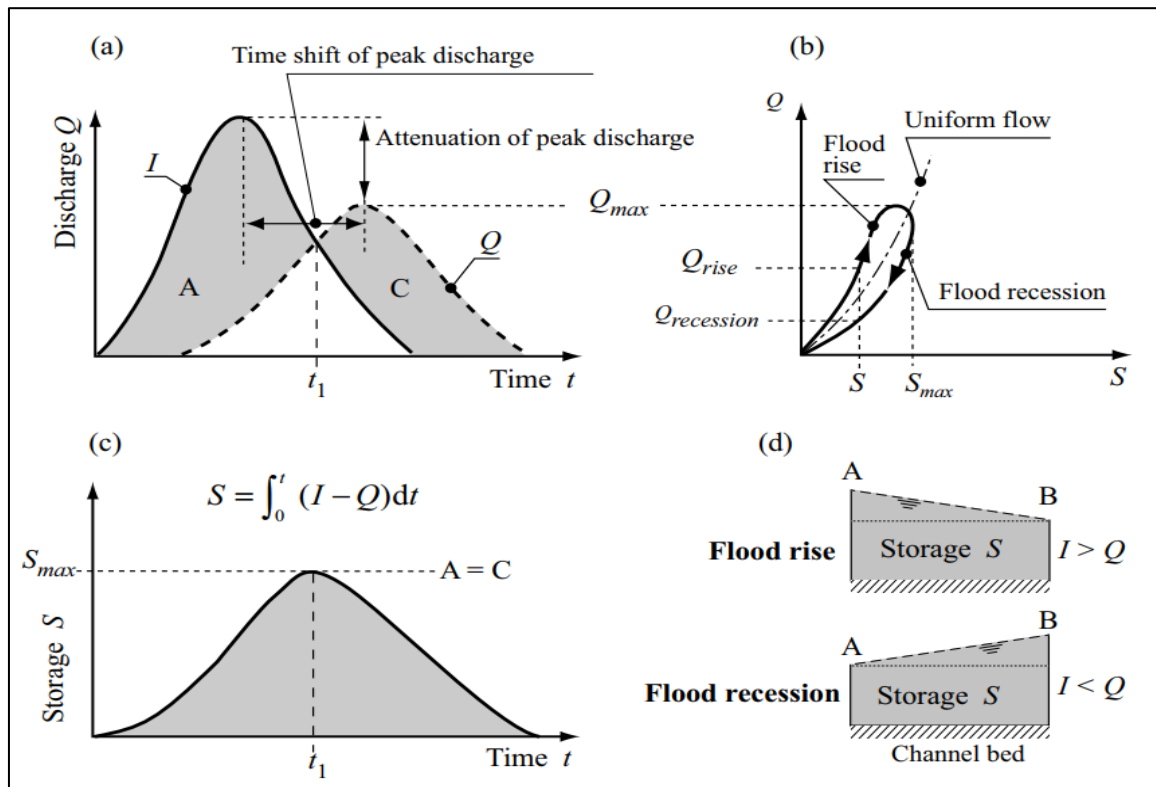 (a)
Time shift of peak discharge
Discharge Q
I
Attenuation of peak discharge
A
C
Q
t1
Time t
(b)
Q
Uniform flow
Flood
rise
Qmax
Qrise
Flood recession
Qrecession
S
Smax
S
(c)
S = ∫₀ᵗ (I – Q)dt
Smax
A = C
Storage S
t1
Time t
(d)
A
B
Flood rise
Storage S
I > Q
A
B
Flood recession
Storage S
I < Q
Channel bed